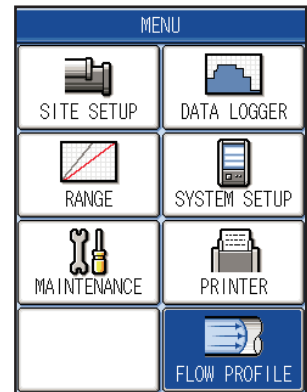 MENU
SITE SETUP
DATA LOGGER
RANGE
SYSTEM SETUP
MAINTENANCE
PRINTER
FLOW PROFILE